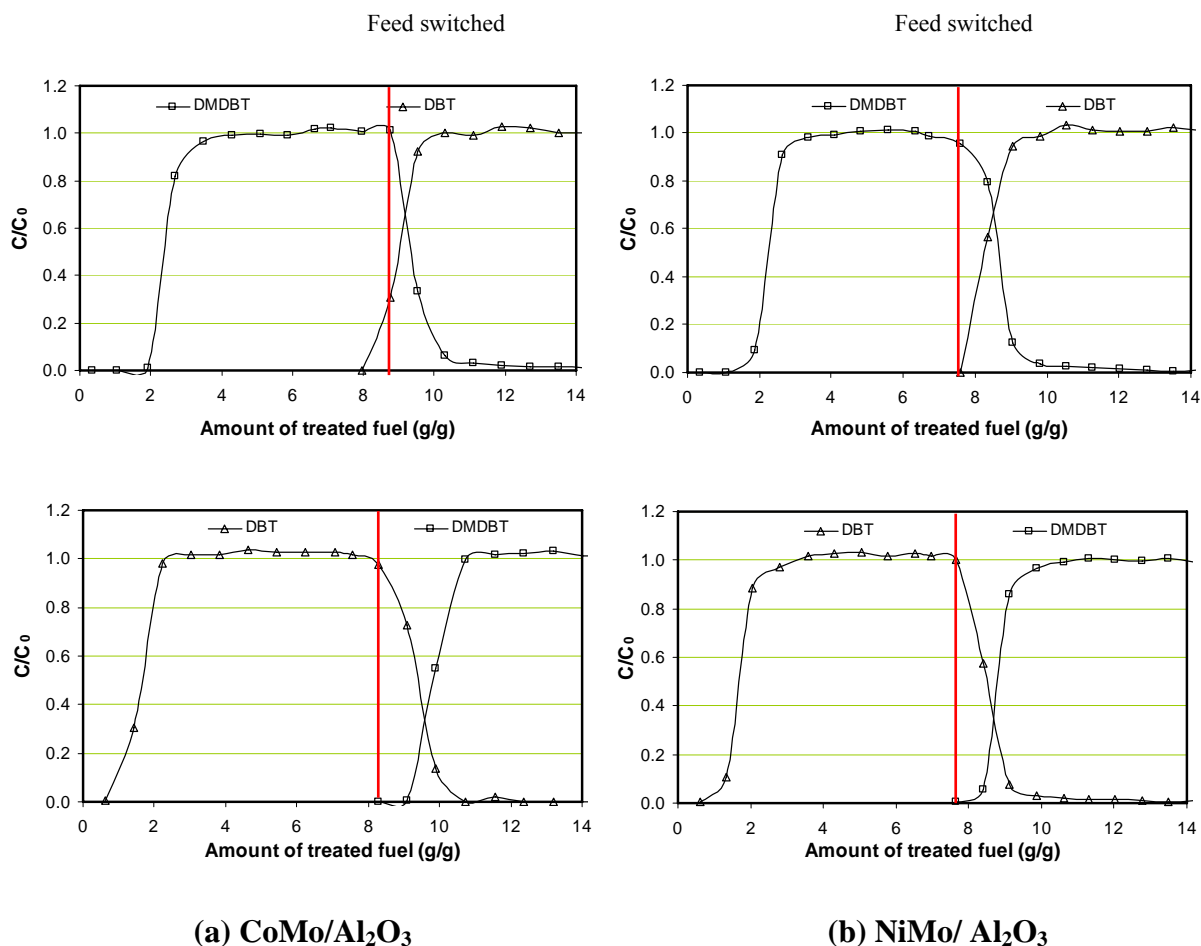 Feed switched
Feed switched
1.2
1.0
0.8
0.6
0.4
0.2
0.0
C/C₀
DMDBT
DBT
0 2 4 6 8 10 12 14
Amount of treated fuel (g/g)
1.2
1.0
0.8
0.6
0.4
0.2
0.0
C/C₀
DMDBT
DBT
0 2 4 6 8 10 12 14
Amount of treated fuel (g/g)
1.2
1.0
0.8
0.6
0.4
0.2
0.0
C/C₀
DBT
DMDBT
0 2 4 6 8 10 12 14
Amount of treated fuel (g/g)
1.2
1.0
0.8
0.6
0.4
0.2
0.0
C/C₀
DBT
DMDBT
0 2 4 6 8 10 12 14
Amount of treated fuel (g/g)
(a) CoMo/Al₂O₃
(b) NiMo/ Al₂O₃